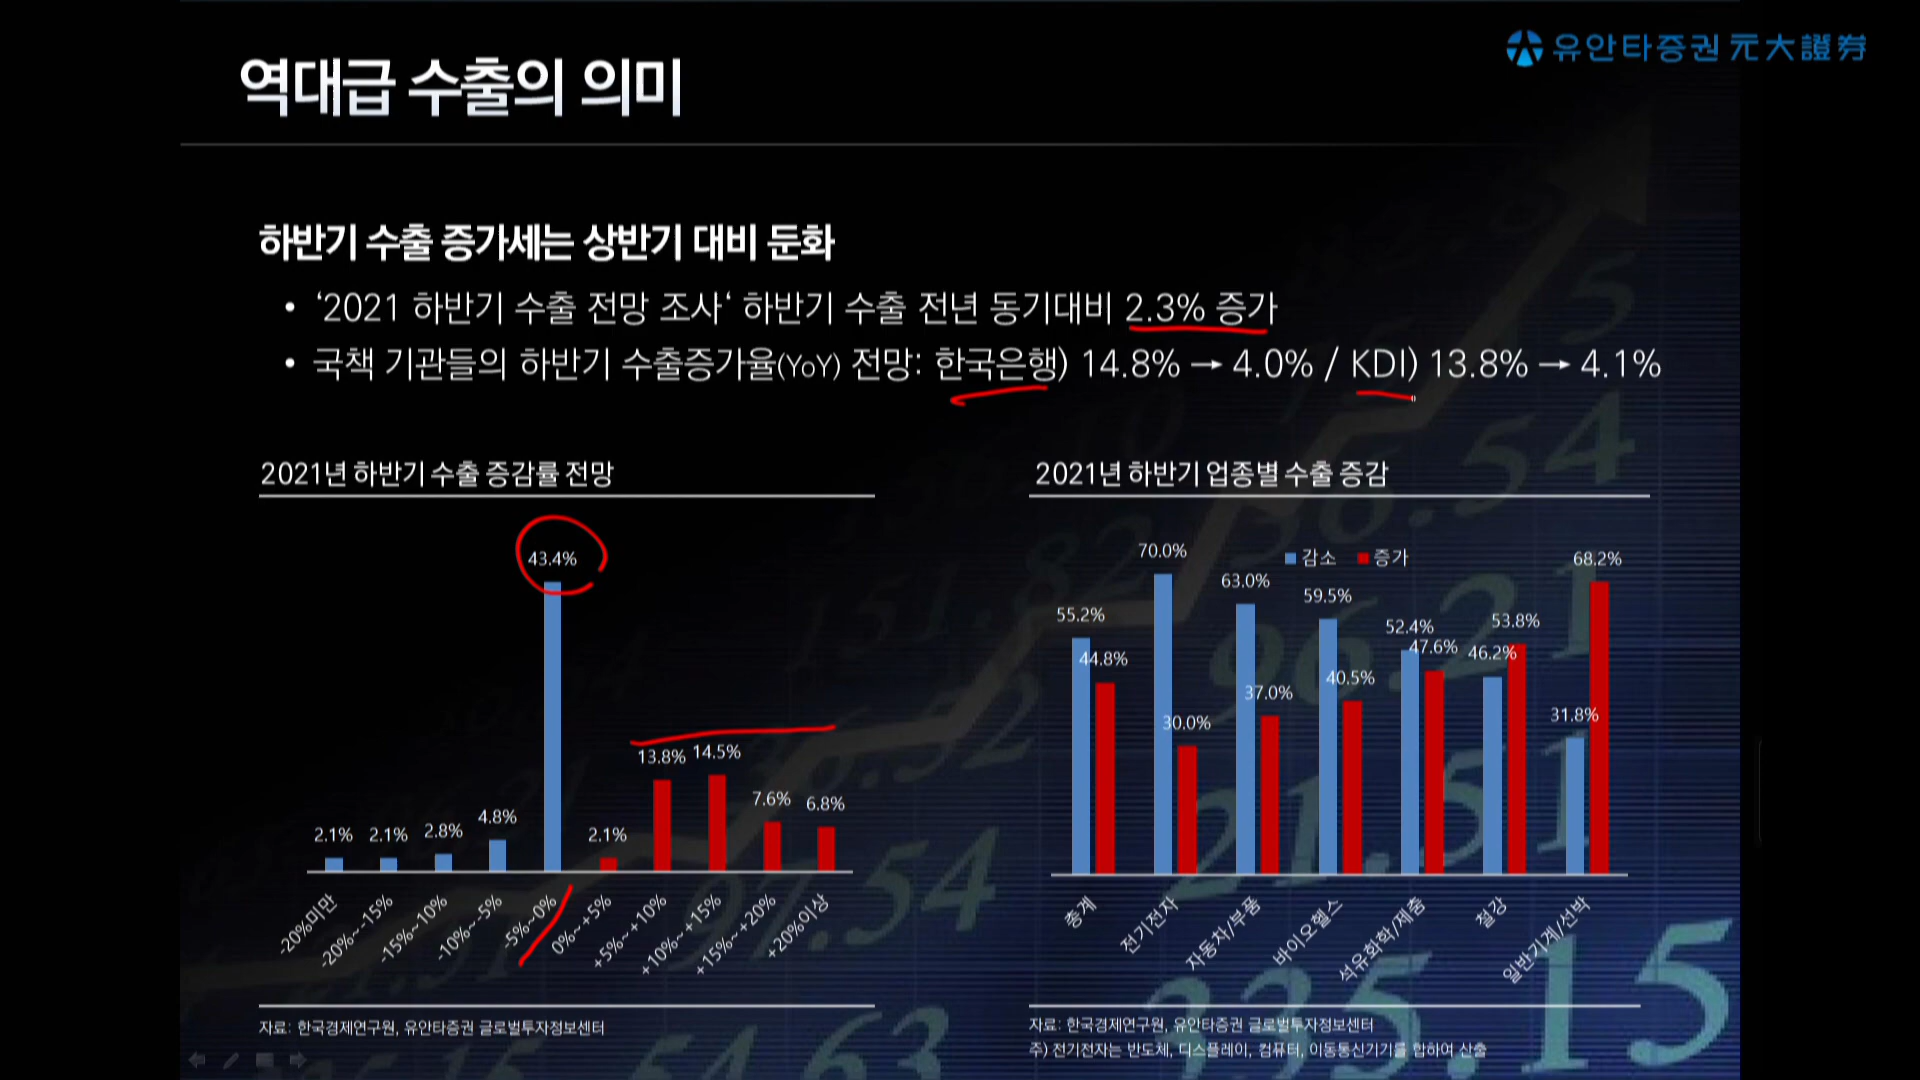 유안타증권 元大證券
역대급 수출의 의미
하반기 수출 증가세는 상반기 대비 둔화
• ‘2021 하반기 수출 전망 조사‘ 하반기 수출 전년 동기대비 2.3% 증가
• 국책 기관들의 하반기 수출증가율(YoY) 전망: 한국은행) 14.8% → 4.0% / KDI) 13.8% → 4.1%
2021년 하반기 수출 증감률 전망
43.4%
13.8% 14.5%
7.6% 6.8%
2.1% 2.1% 2.8% 4.8% 2.1%
-20%미만 -20%~-15% -15%~-10% -10%~-5% -5%~0% 0%~+5% +5%~+10% +10%~+15% +15%~+20% +20%이상
자료: 한국경제연구원, 유안타증권 글로벌투자정보센터
2021년 하반기 업종별 수출 증감
감소 증가
55.2% 70.0% 63.0% 59.5% 52.4% 46.2% 31.8%
44.8% 30.0% 37.0% 40.5% 47.6% 53.8% 68.2%
총계 전기전자 자동차/부품 바이오헬스 석유화학/제춤 철강 일반기계/선박
자료: 한국경제연구원, 유안타증권 글로벌투자정보센터
주) 전기전자는 반도체, 디스플레이, 컴퓨터, 이동통신기기를 합하여 산출